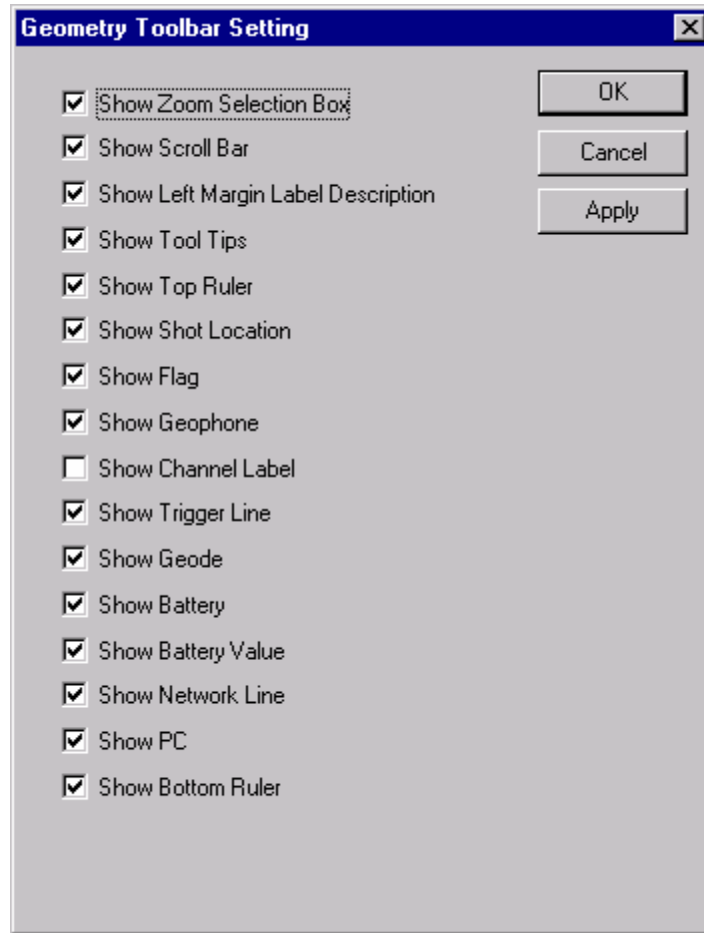 Geometry Toolbar Setting
Show Zoom Selection Box
OK
Show Scroll Bar
Cancel
Show Left Margin Label Description
Apply
Show Tool Tips
Show Top Ruler
Show Shot Location
Show Flag
Show Geophone
Show Channel Label
Show Trigger Line
Show Geode
Show Battery
Show Battery Value
Show Network Line
Show PC
Show Bottom Ruler